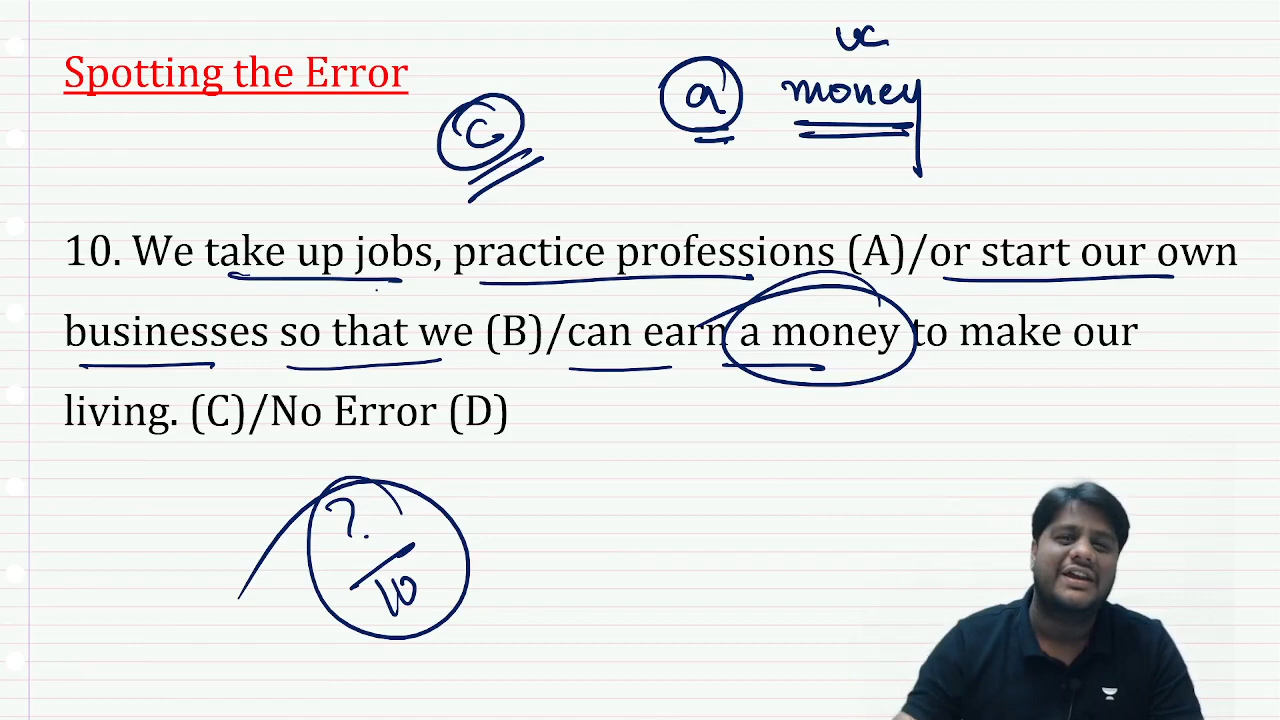 Spotting the Error
uc
a money
c
10. We take up jobs, practice professions (A)/or start our own
businesses so that we (B)/can earn a money to make our
living. (C)/No Error (D)
?
10